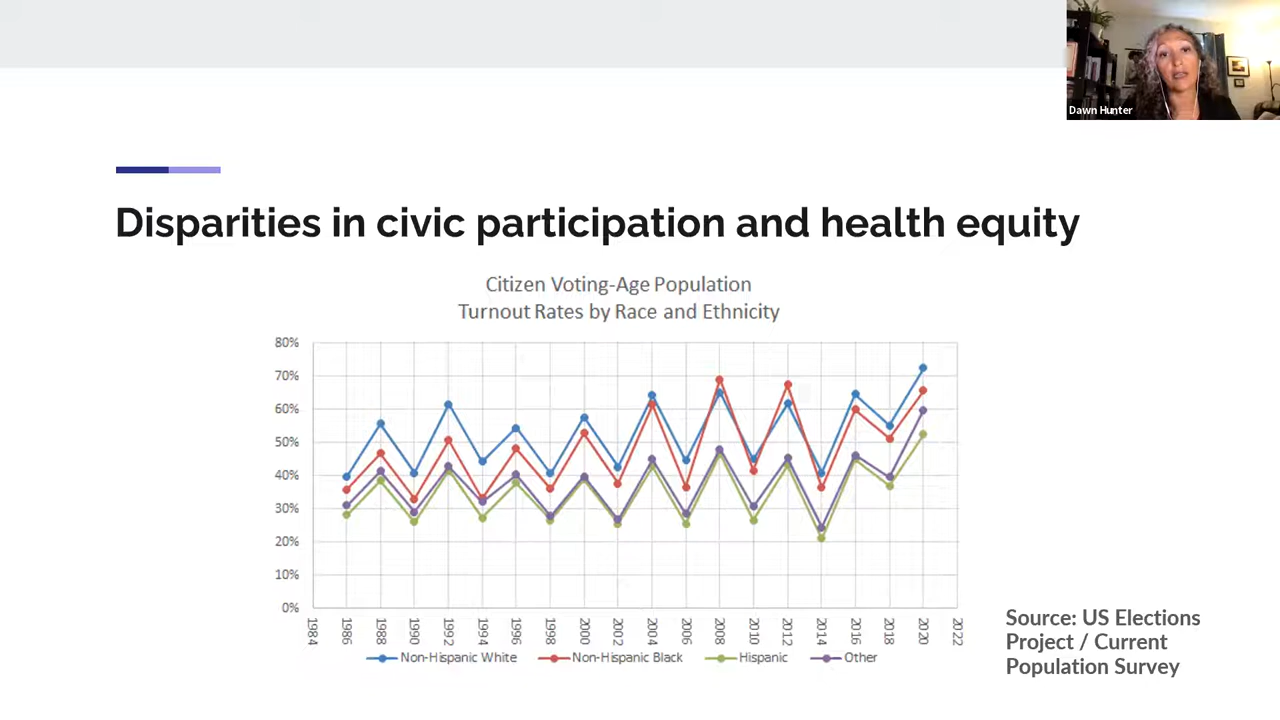 Dawn Hunter
Disparities in civic participation and health equity
Citizen Voting-Age Population
Turnout Rates by Race and Ethnicity
80%
70%
60%
50%
40%
30%
20%
10%
0%
1984 1986 1988 1990 1992 1994 1996 1998 2000 2002 2004 2006 2008 2010 2012 2014 2016 2018 2020 2022
Non-Hispanic White Non-Hispanic Black Hispanic Other
Source: US Elections
Project / Current
Population Survey